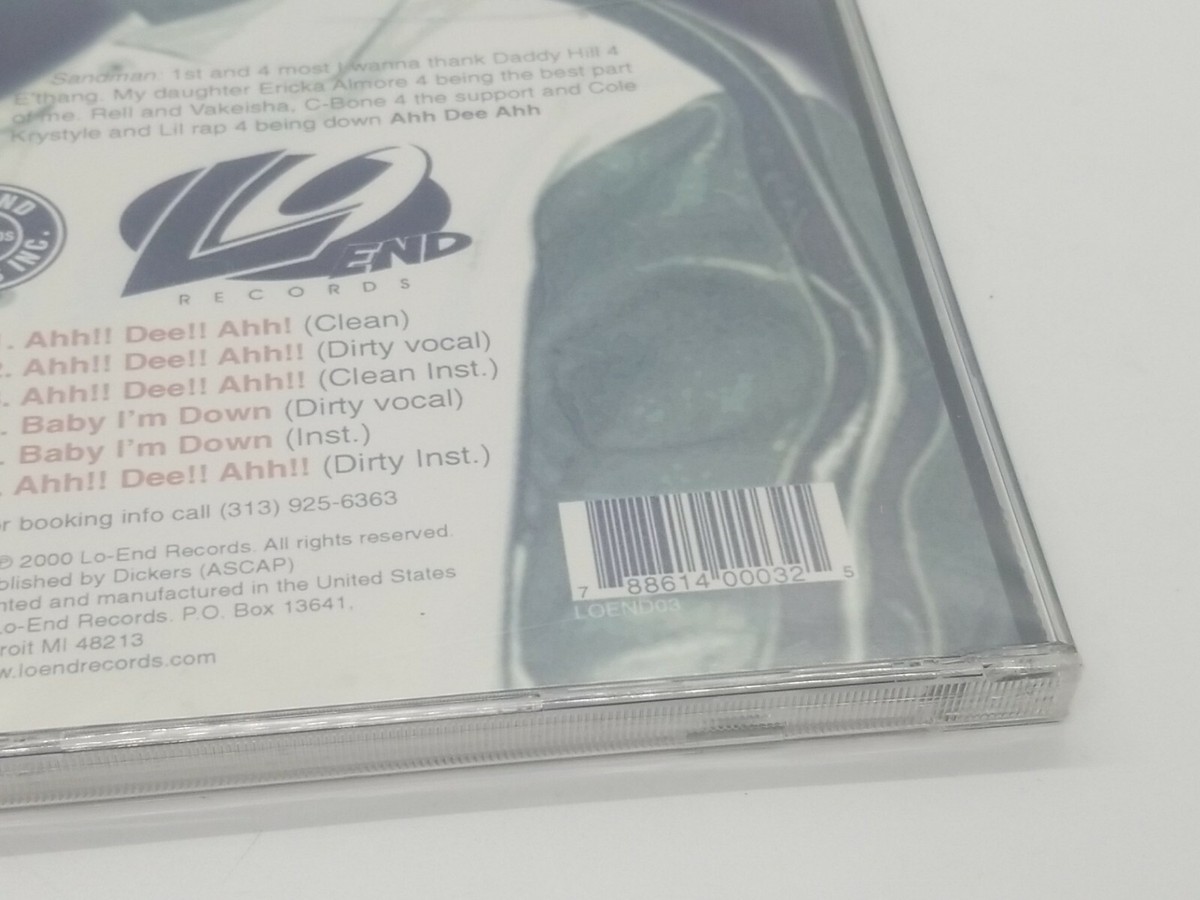 Sandman: 1st and 4 most I wanna thank Daddy Hill 4
E'thang. My daughter Ericka Almore 4 being the best part
of me. Rell and Vakeisha, C-Bone 4 the support and Cole
Krystyle and Lil rap 4 being down Ahh Dee Ahh
INC.
LO
END
RECORDS
. Ahh!! Dee!! Ahh! (Clean)
. Ahh!! Dee!! Ahh!! (Dirty vocal)
. Ahh!! Dee!! Ahh!! (Clean Inst.)
. Baby I'm Down (Dirty vocal)
. Baby I'm Down (Inst.)
. Ahh!! Dee!! Ahh!! (Dirty Inst.)
r booking info call (313) 925-6363
℗ 2000 Lo-End Records. All rights reserved.
blished by Dickers (ASCAP)
nted and manufactured in the United States
Lo-End Records. P.O. Box 13641,
roit MI 48213
w.loendrecords.com
7 88614 00032 5
LOEND03